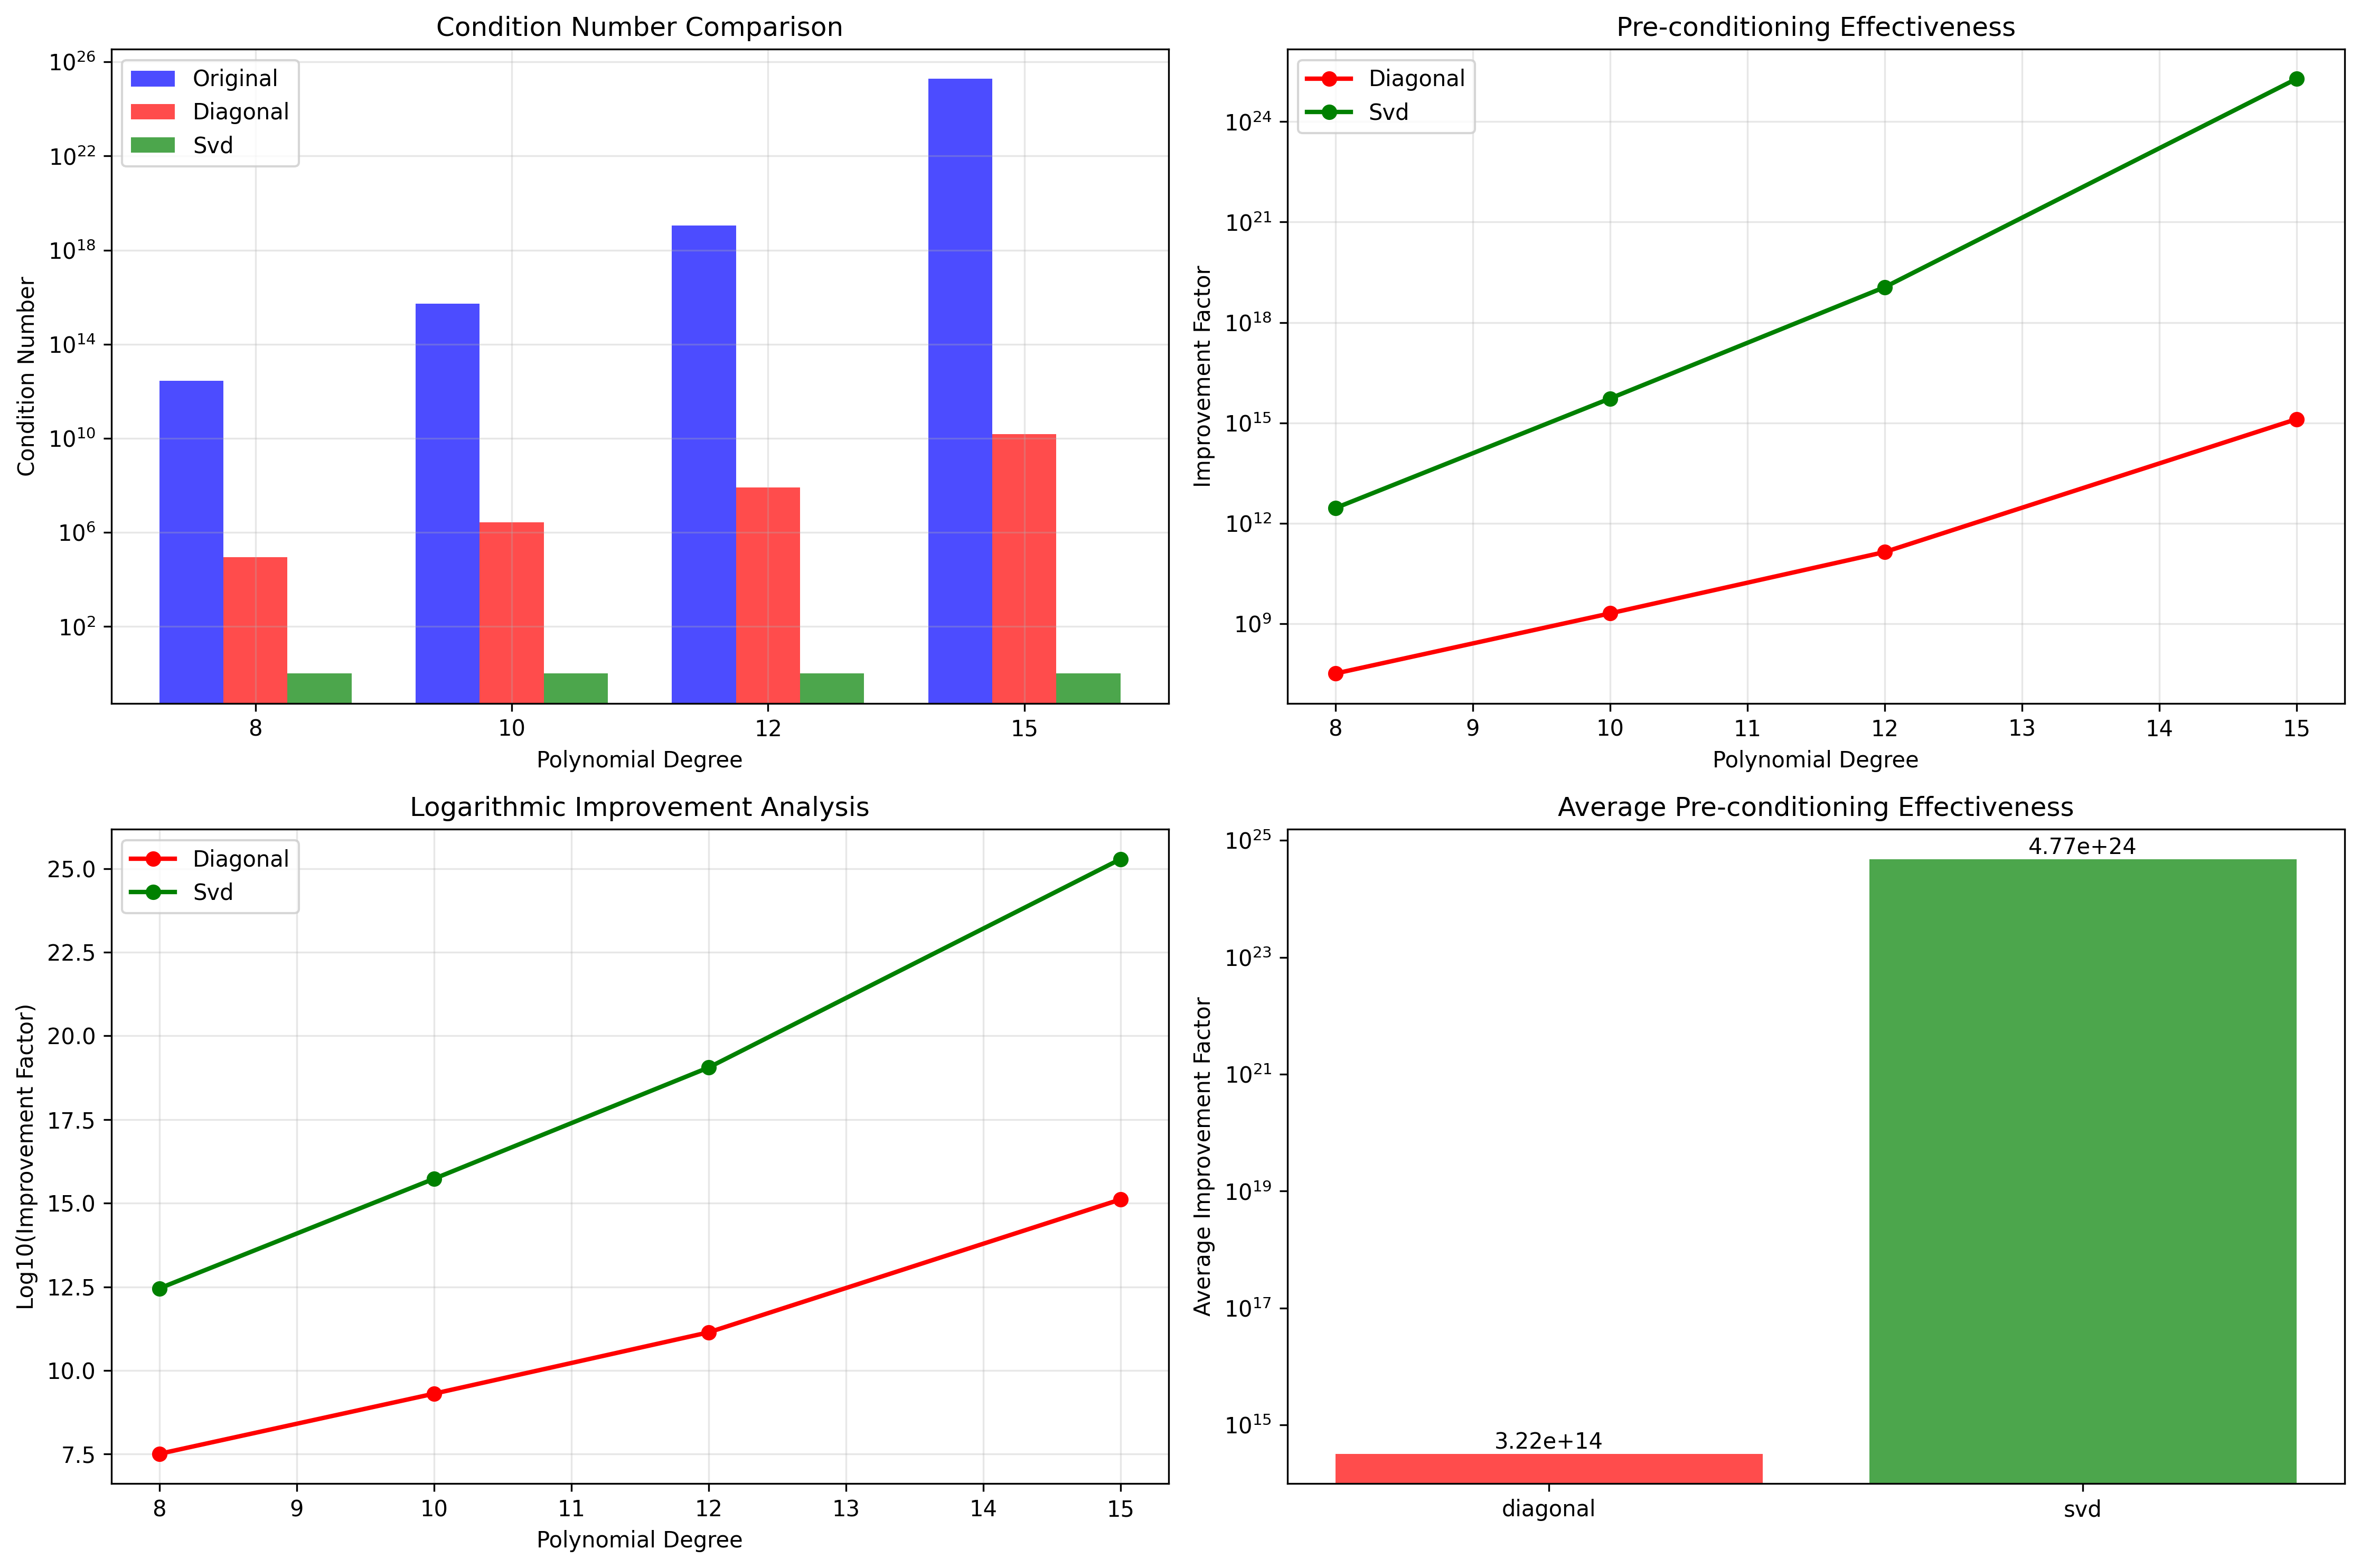 Condition Number Comparison
10^26
10^22
10^18
10^14
10^10
10^6
10^2
Condition Number
Original
Diagonal
Svd
8 10 12 15
Polynomial Degree
Pre-conditioning Effectiveness
10^24
10^21
10^18
10^15
10^12
10^9
Improvement Factor
Diagonal
Svd
8 9 10 11 12 13 14 15
Polynomial Degree
Logarithmic Improvement Analysis
25.0
22.5
20.0
17.5
15.0
12.5
10.0
7.5
Log10(Improvement Factor)
Diagonal
Svd
8 9 10 11 12 13 14 15
Polynomial Degree
Average Pre-conditioning Effectiveness
10^25
10^23
10^21
10^19
10^17
10^15
Average Improvement Factor
4.77e+24
3.22e+14
diagonal svd